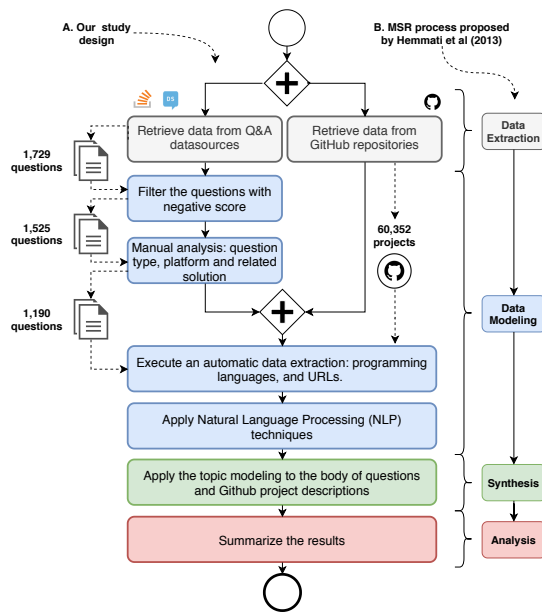 A. Our study
design
B. MSR process proposed
by Hemmati et al (2013)
DS
Retrieve data from Q&A
datasources
Retrieve data from
GitHub repositories
Data
Extraction
1,729
questions
Filter the questions with
negative score
1,525
questions
60,352
projects
Manual analysis: question
type, platform and related
solution
1,190
questions
Data
Modeling
Execute an automatic data extraction: programming
languages, and URLs.
Apply Natural Language Processing (NLP)
techniques
Apply the topic modeling to the body of questions
and Github project descriptions
Synthesis
Summarize the results
Analysis